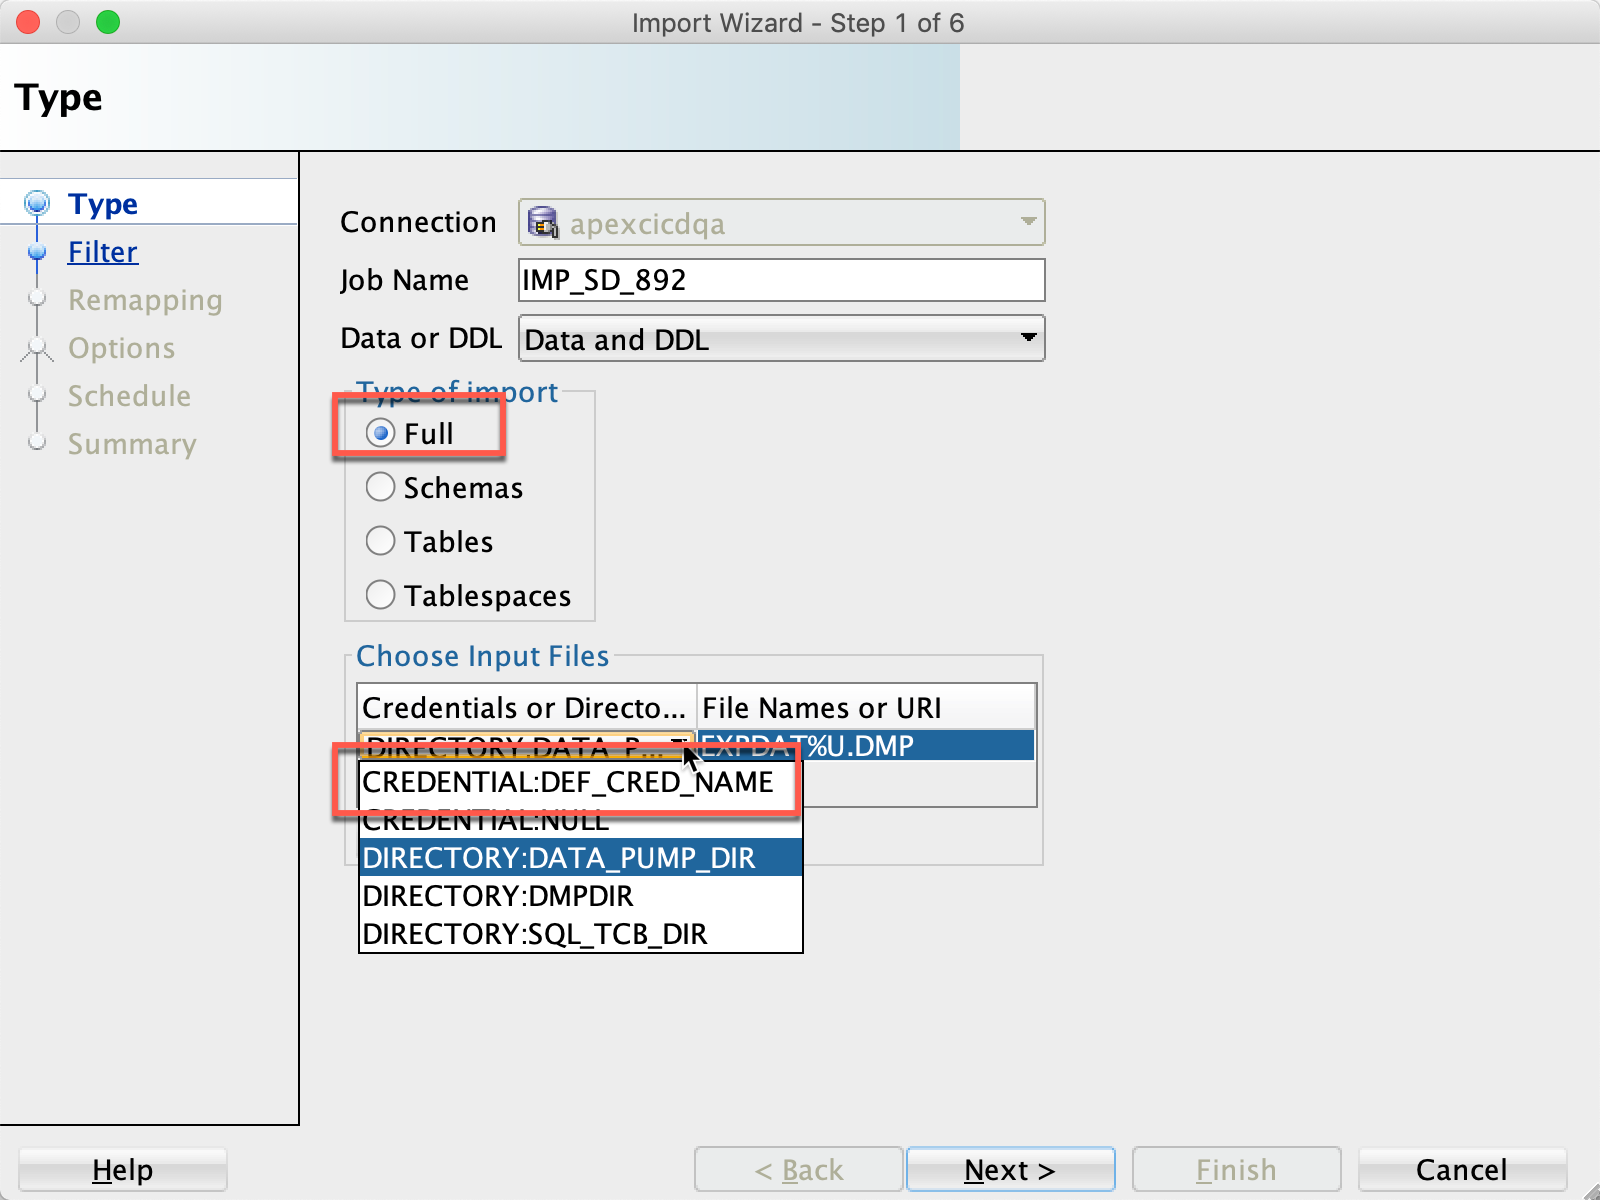 Import Wizard - Step 1 of 6
Type
Type
Filter
Remapping
Options
Schedule
Summary
Connection
apexcicdqa
Job Name
IMP_SD_892
Data or DDL
Data and DDL
Type of import
Full
Schemas
Tables
Tablespaces
Choose Input Files
Credentials or Directo... File Names or URI
DIRECTORY:DATA_P... EXPDAT%U.DMP
CREDENTIAL:DEF_CRED_NAME
CREDENTIAL:NULL
DIRECTORY:DATA_PUMP_DIR
DIRECTORY:DMPDIR
DIRECTORY:SQL_TCB_DIR
Help
< Back
Next >
Finish
Cancel